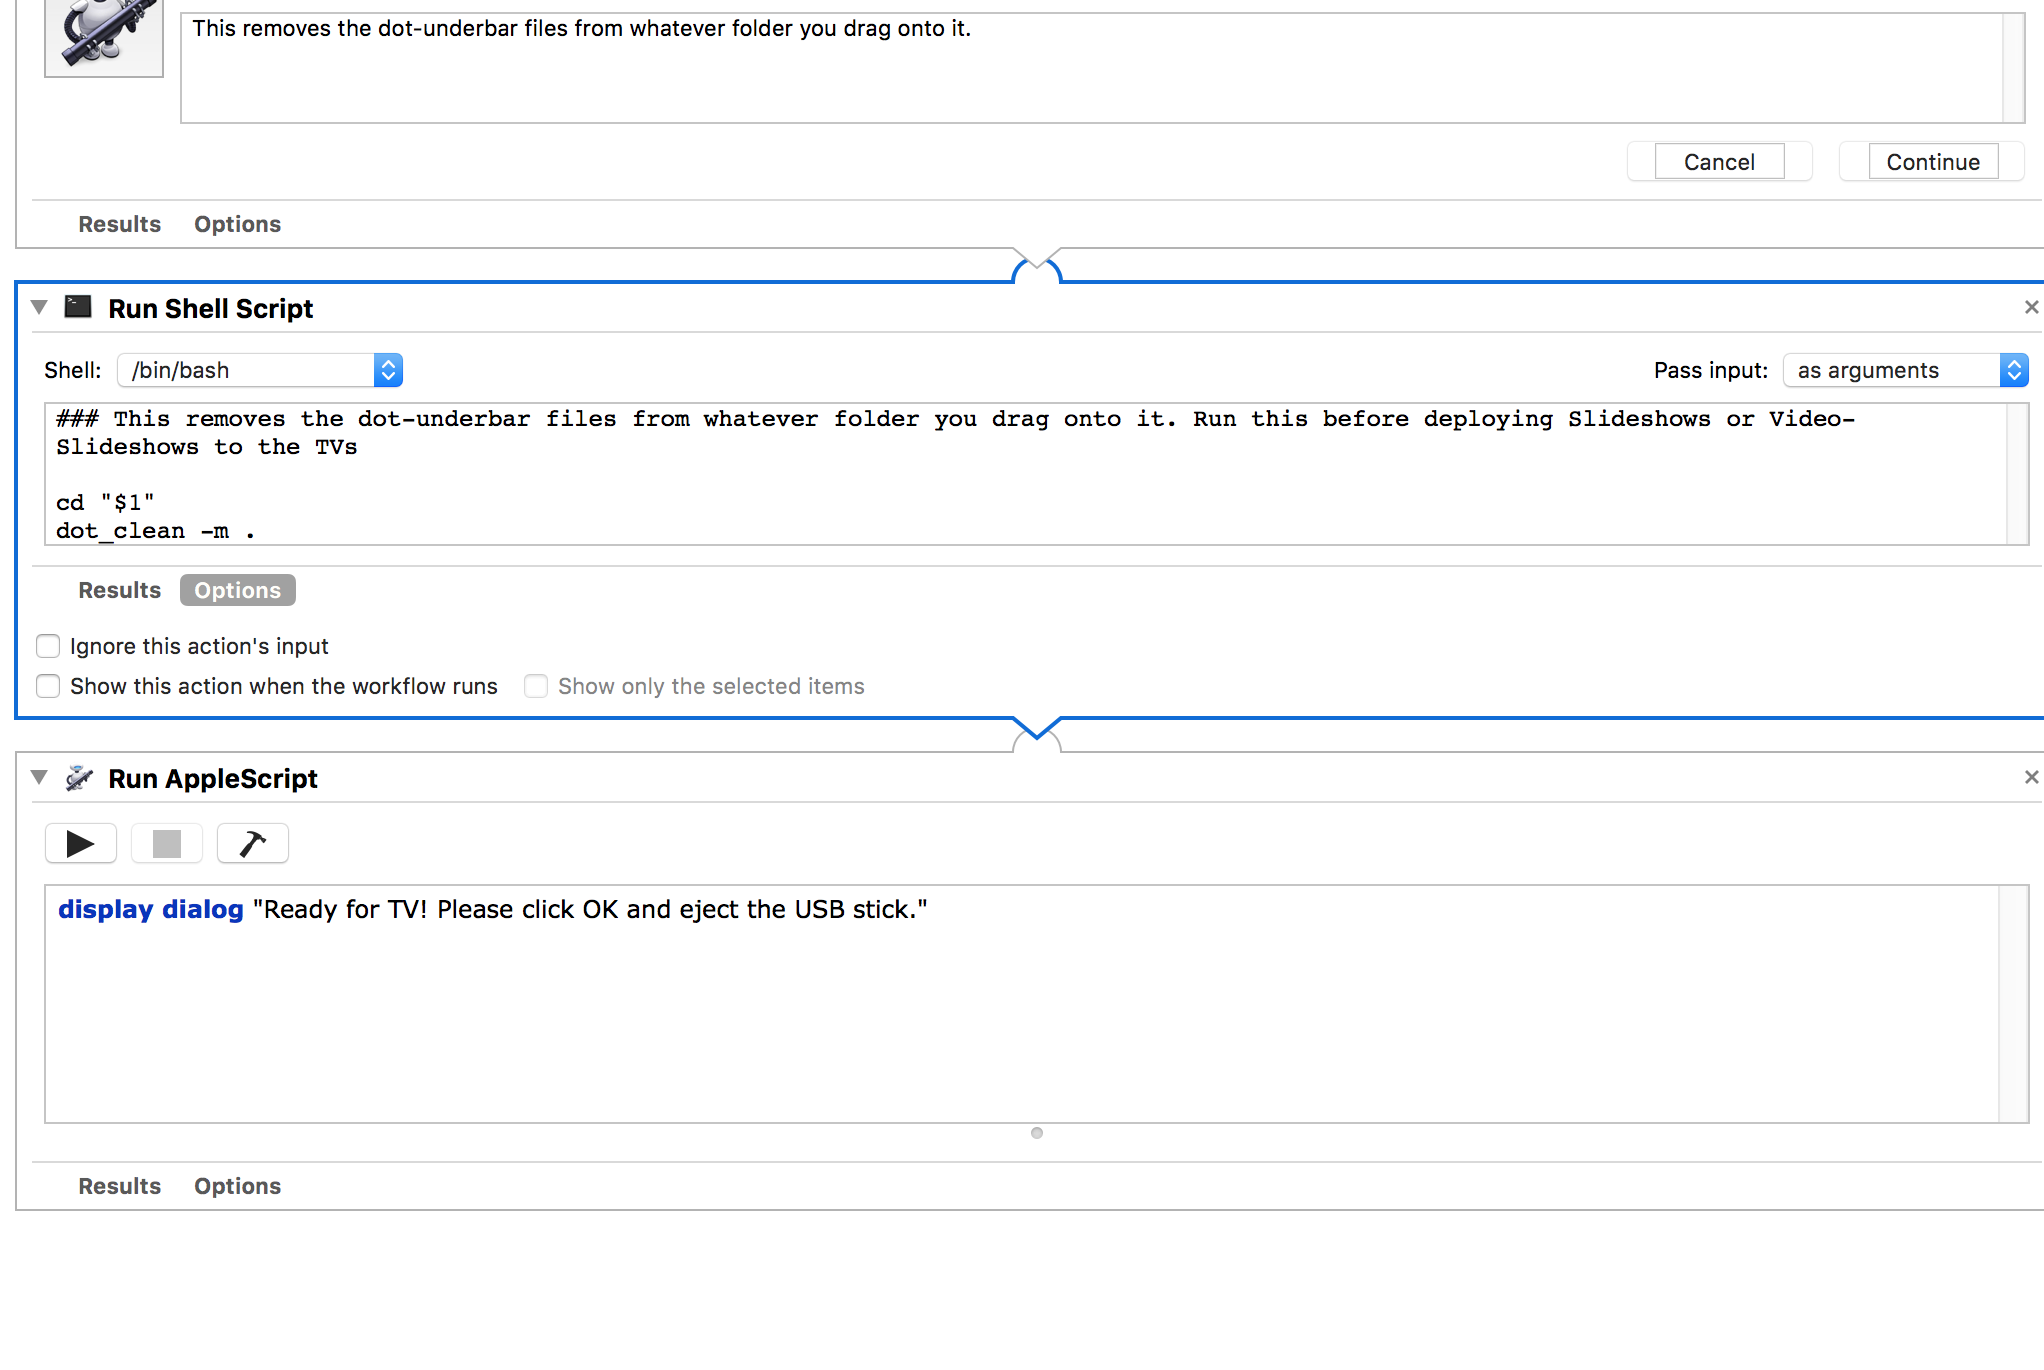 This removes the dot-underbar files from whatever folder you drag onto it.
Cancel Continue
Results Options
Run Shell Script
Shell: /bin/bash Pass input: as arguments
### This removes the dot-underbar files from whatever folder you drag onto it. Run this before deploying Slideshows or Video-
Slideshows to the TVs
cd "$1"
dot_clean -m .
Results Options
Ignore this action's input
Show this action when the workflow runs Show only the selected items
Run AppleScript
display dialog "Ready for TV! Please click OK and eject the USB stick."
Results Options